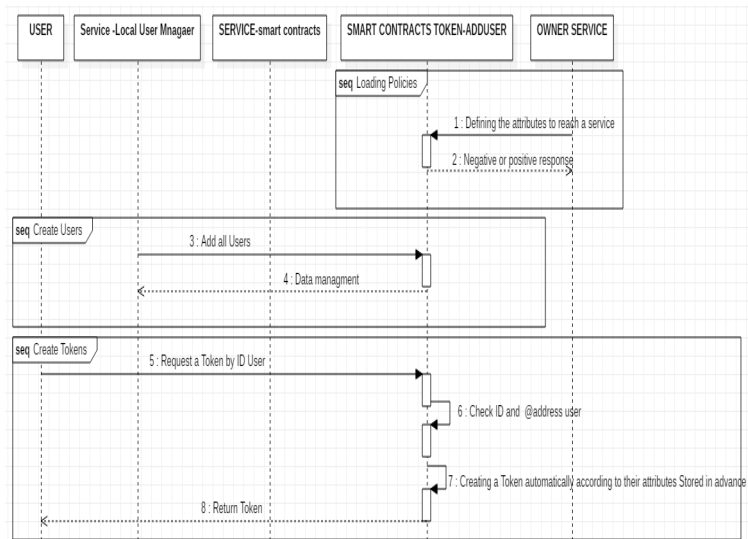 USER
Service -Local User Mnagaer
SERVICE-smart contracts
SMART CONTRACTS TOKEN-ADDUSER
OWNER SERVICE
seq Loading Policies
1 : Defining the attributes to reach a service
2 : Negative or positive response
seq Create Users
3 : Add all Users
4 : Data managment
seq Create Tokens
5 : Request a Token by ID User
6 : Check ID and @address user
7 : Creating a Token automatically according to their attributes Stored in advance
8 : Return Token